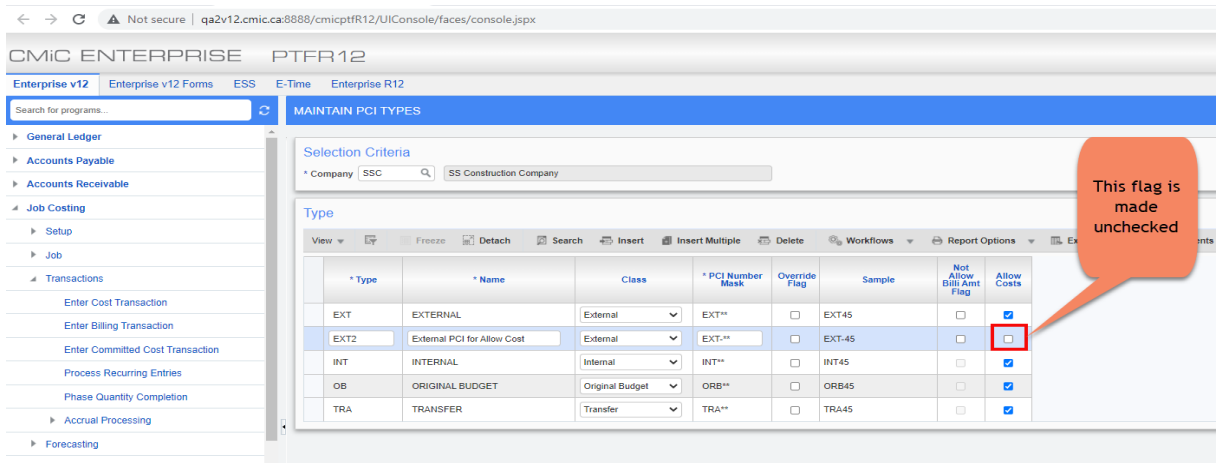 Not secure | qa2v12.cmic.ca:8888/cmicptfR12/UIConsole/faces/console.jspx
CMiC ENTERPRISE PTFR12
Enterprise v12 Enterprise v12 Forms ESS E-Time Enterprise R12
Search for programs...
MAINTAIN PCI TYPES
General Ledger
Accounts Payable
Accounts Receivable
Job Costing
Setup
Job
Transactions
Enter Cost Transaction
Enter Billing Transaction
Enter Committed Cost Transaction
Process Recurring Entries
Phase Quantity Completion
Accrual Processing
Forecasting
Selection Criteria
* Company SSC SS Construction Company
Type
View Freeze Detach Search Insert Insert Multiple Delete Workflows Report Options Ex nts
* Type * Name Class * PCI Number Mask Override Flag Sample Not Allow Billi Amt Flag Allow Costs
EXT EXTERNAL External EXT** EXT45
EXT2 External PCI for Allow Cost External EXT-** EXT-45
INT INTERNAL Internal INT** INT45
OB ORIGINAL BUDGET Original Budget ORB** ORB45
TRA TRANSFER Transfer TRA** TRA45
This flag is
made
unchecked